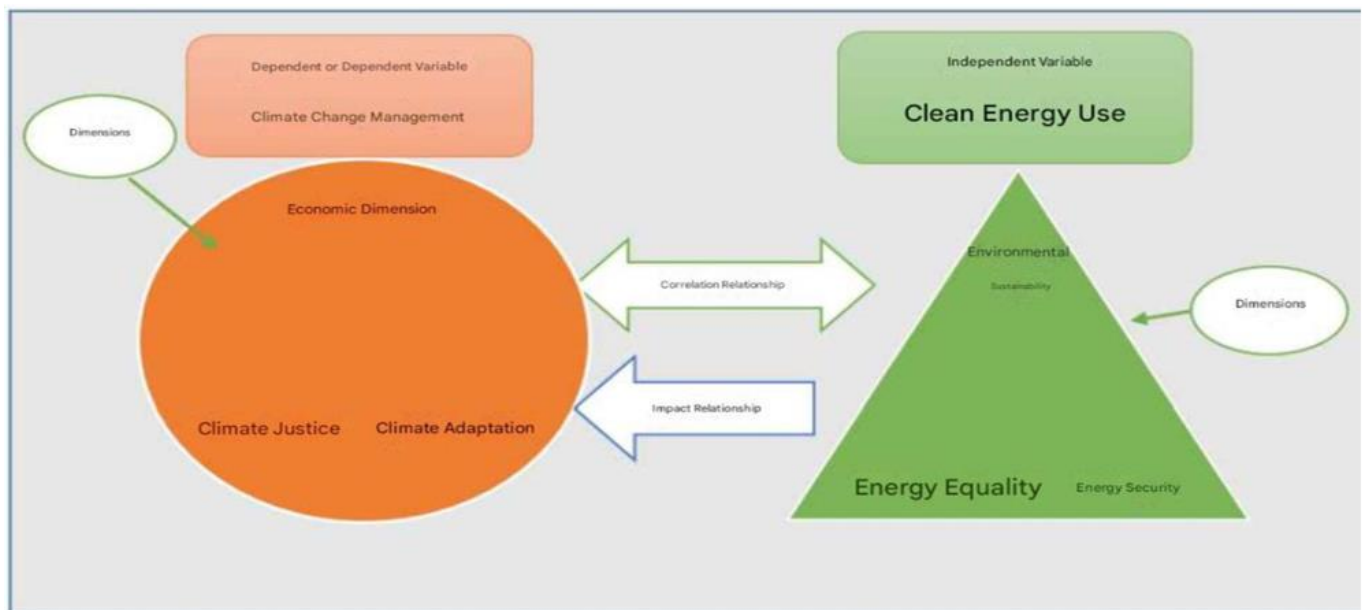 Dependent or Dependent Variable
Climate Change Management
Independent Variable
Clean Energy Use
Dimensions
Economic Dimension
Climate Justice
Climate Adaptation
Correlation Relationship
Impact Relationship
Environmental
Sustainability
Energy Equality
Energy Security
Dimensions